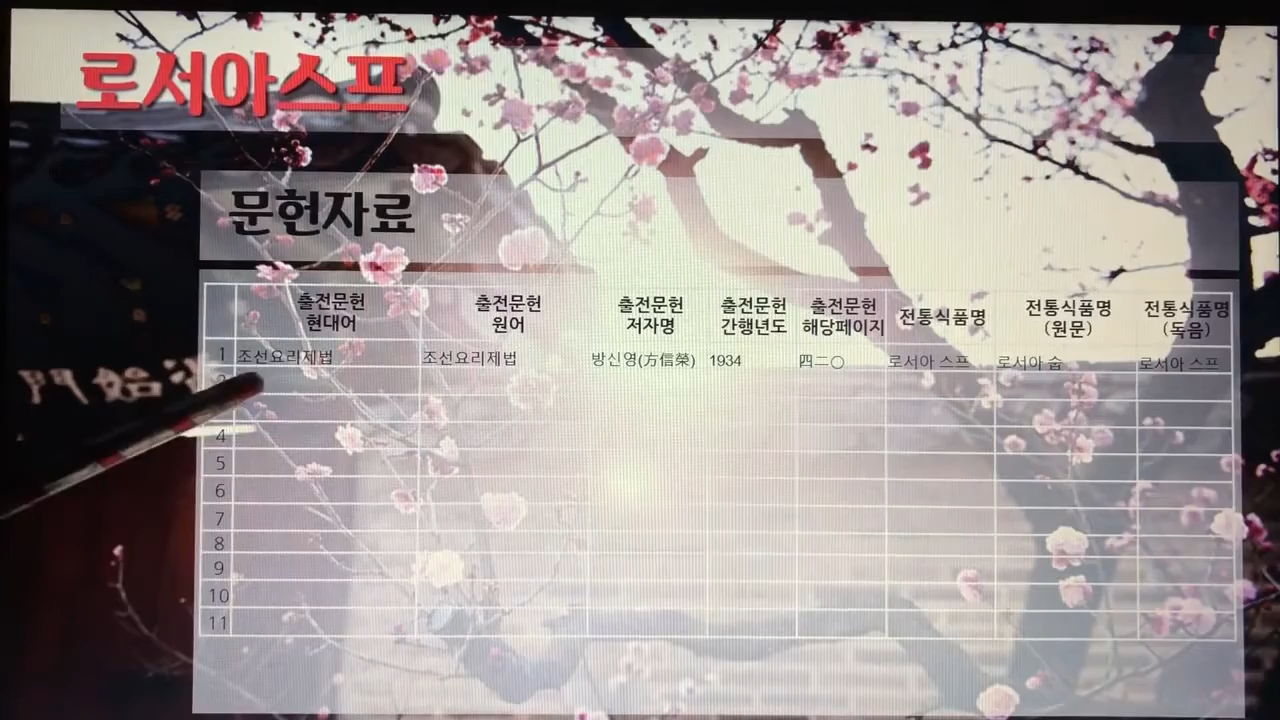 로서아스프
문헌자료
출전문헌 현대어 출전문헌 원어 출전문헌 저자명 출전문헌 간행년도 출전문헌 해당페이지 전통식품명 전통식품명 (원문) 전통식품명 (독음)
1 조선요리제법 조선요리제법 방신영(方信榮) 1934 四二〇 로서아 스프 로서아 숩 로서아 스프
4
5
6
7
8
9
10
11
門始